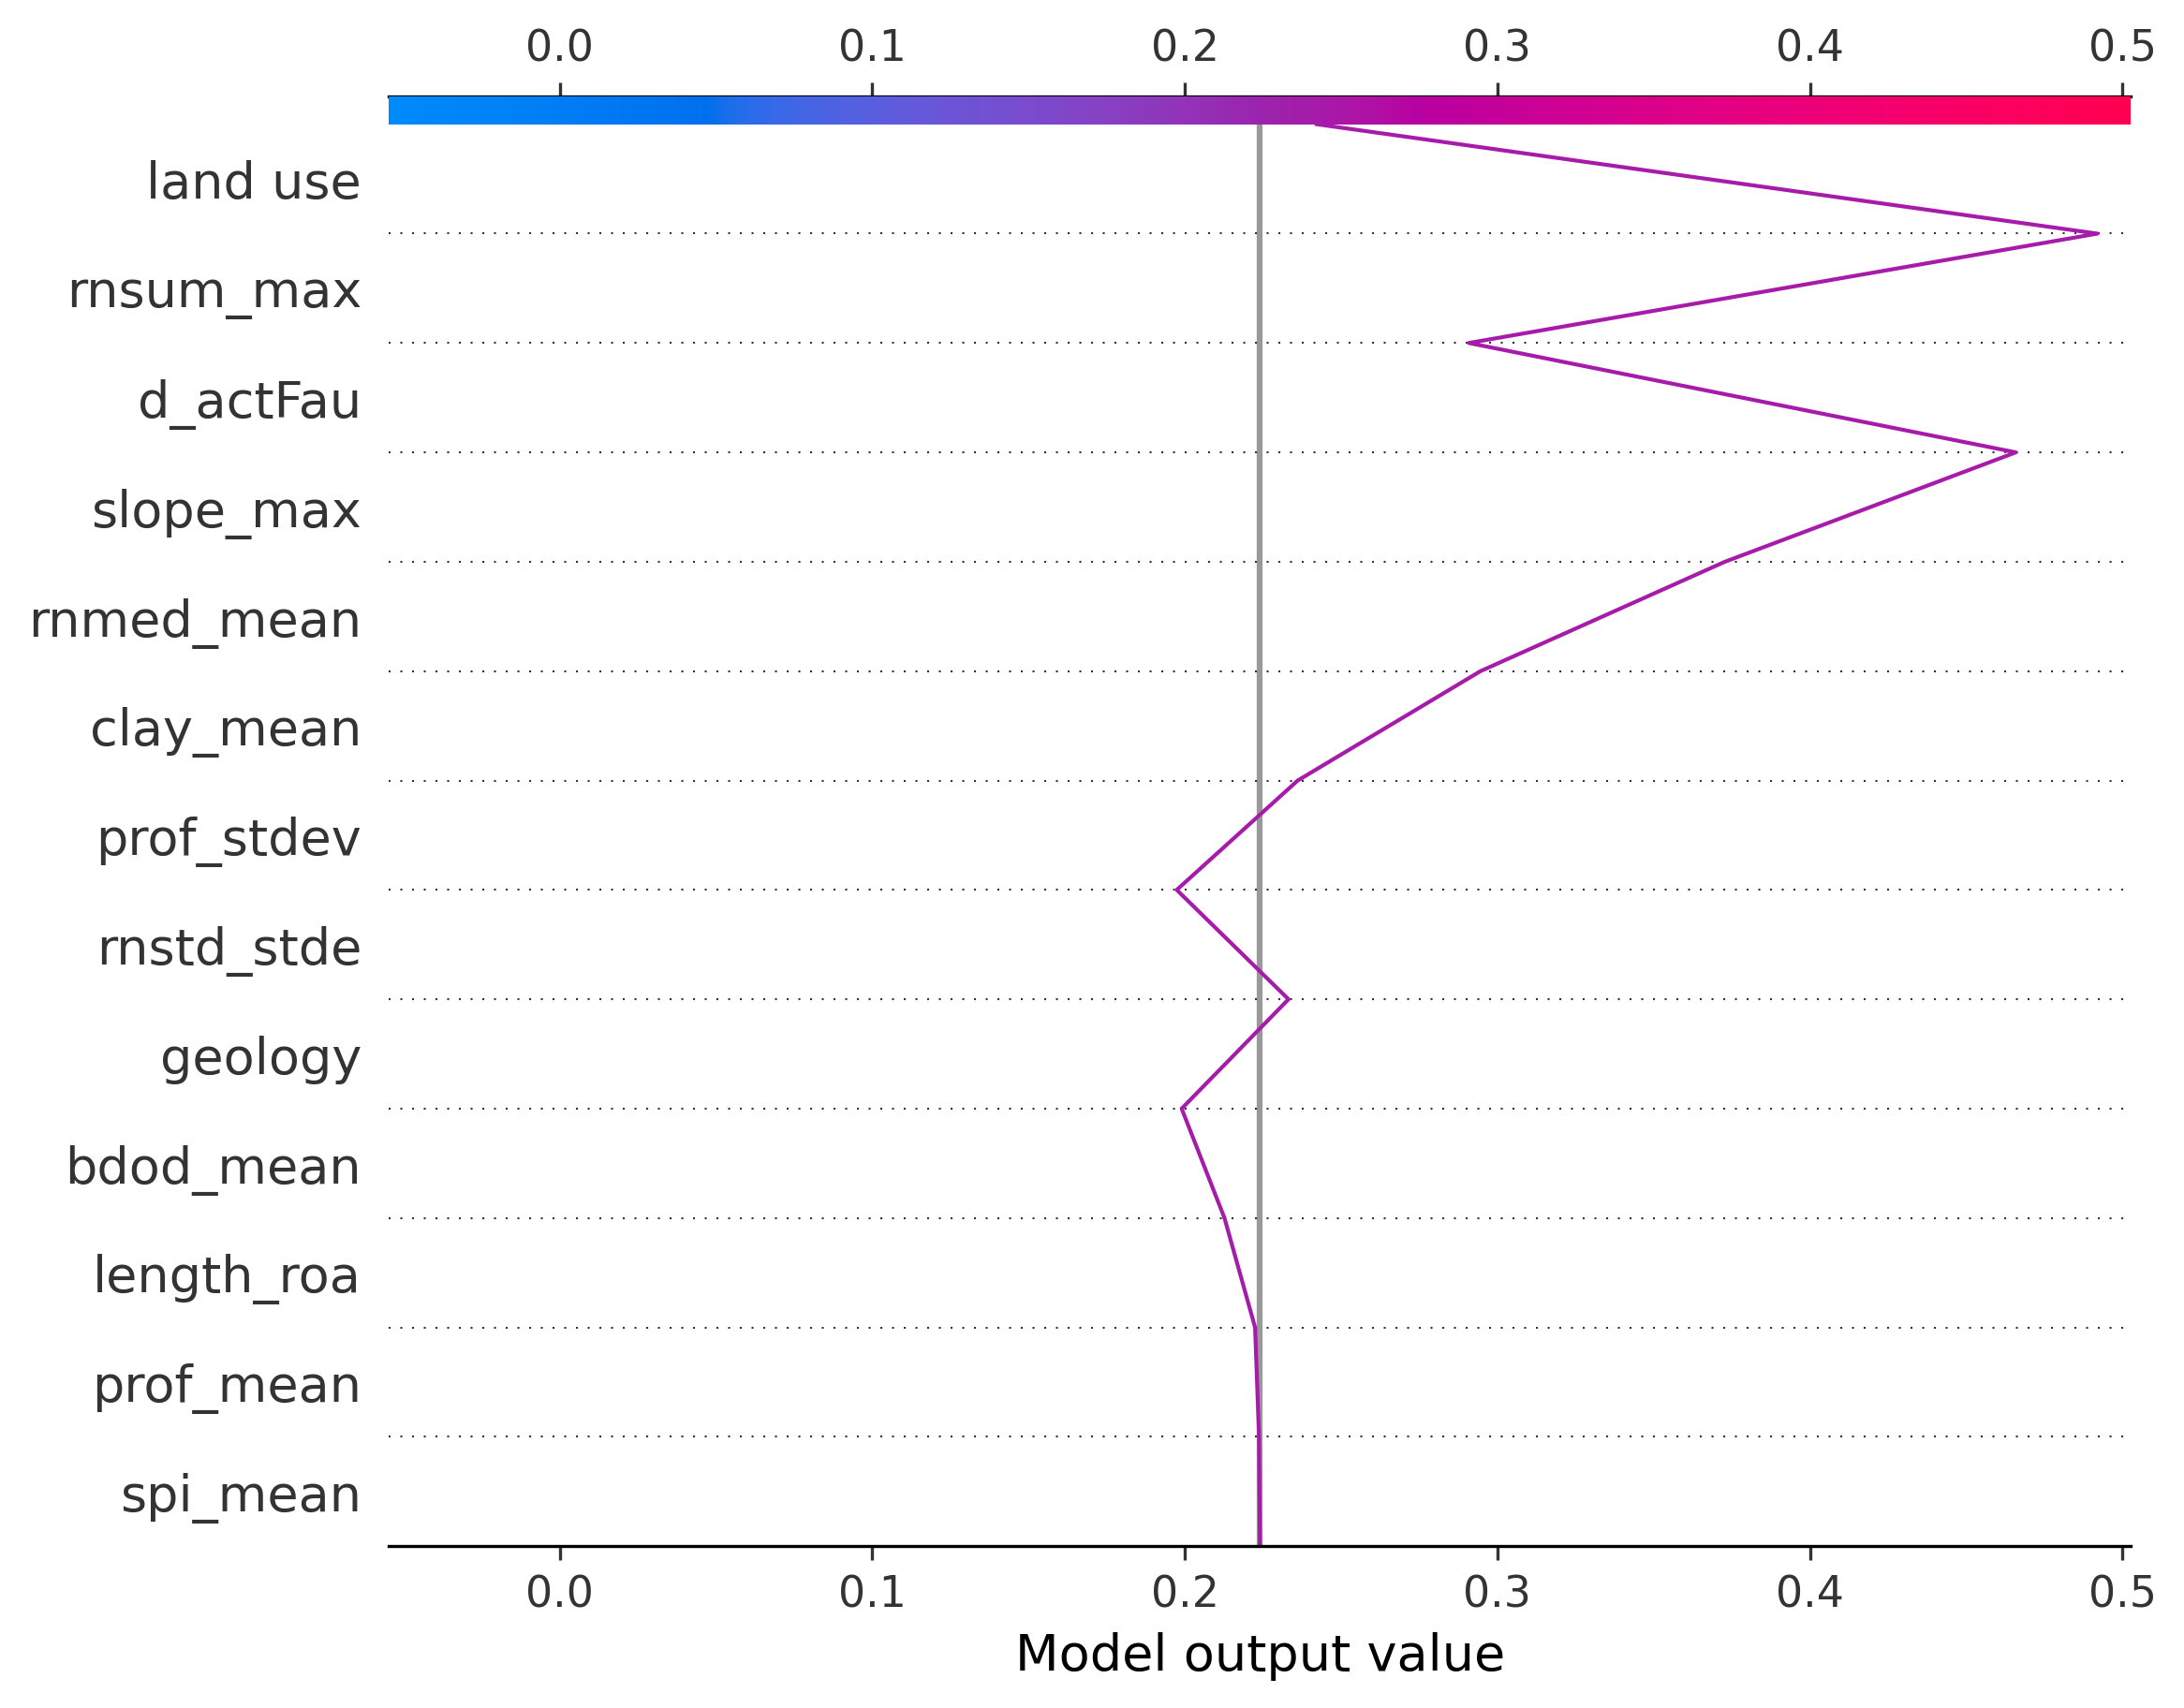 0.0 0.1 0.2 0.3 0.4 0.5
land use
rnsum_max
d_actFau
slope_max
rnmed_mean
clay_mean
prof_stdev
rnstd_stde
geology
bdod_mean
length_roa
prof_mean
spi_mean
0.0 0.1 0.2 0.3 0.4 0.5
Model output value